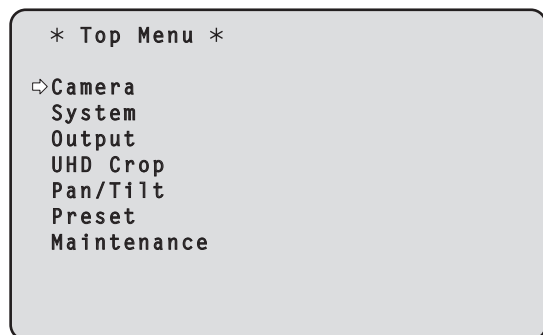 * Top Menu *
⇨Camera
System
Output
UHD Crop
Pan/Tilt
Preset
Maintenance